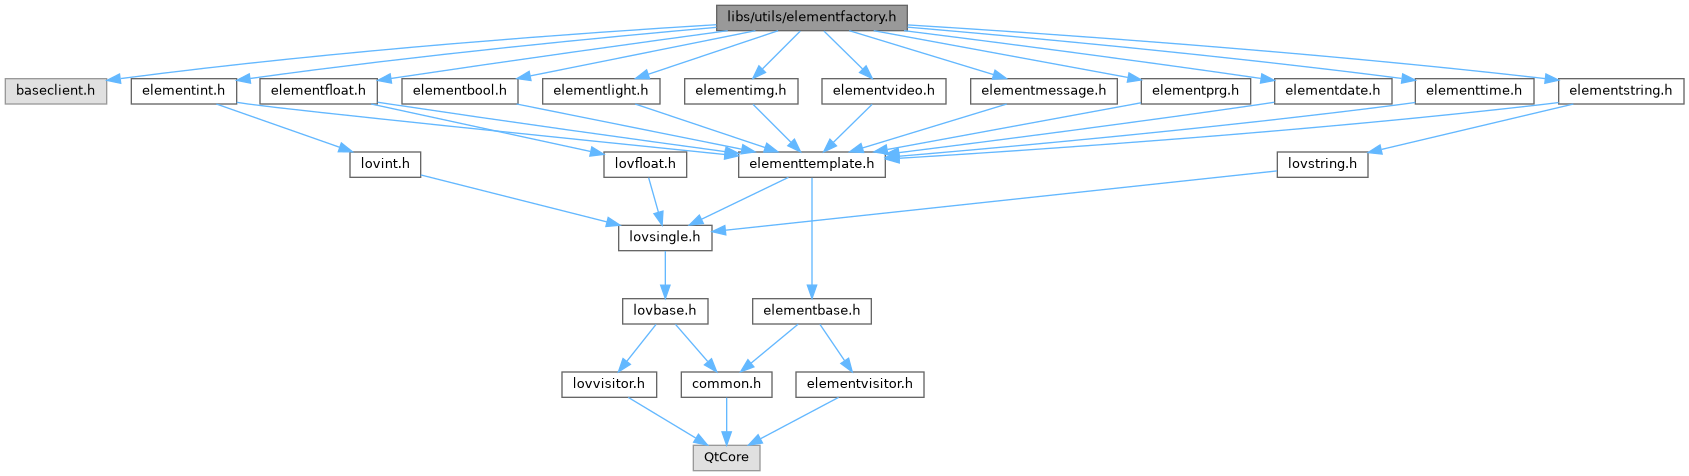 libs/utils/elementfactory.h
baseclient.h
elementint.h
elementfloat.h
elementbool.h
elementlight.h
elementimg.h
elementvideo.h
elementmessage.h
elementprg.h
elementdate.h
elementtime.h
elementstring.h
lovint.h
lovfloat.h
elementtemplate.h
lovstring.h
lovsingle.h
lovbase.h
elementbase.h
lovvisitor.h
common.h
elementvisitor.h
QtCore